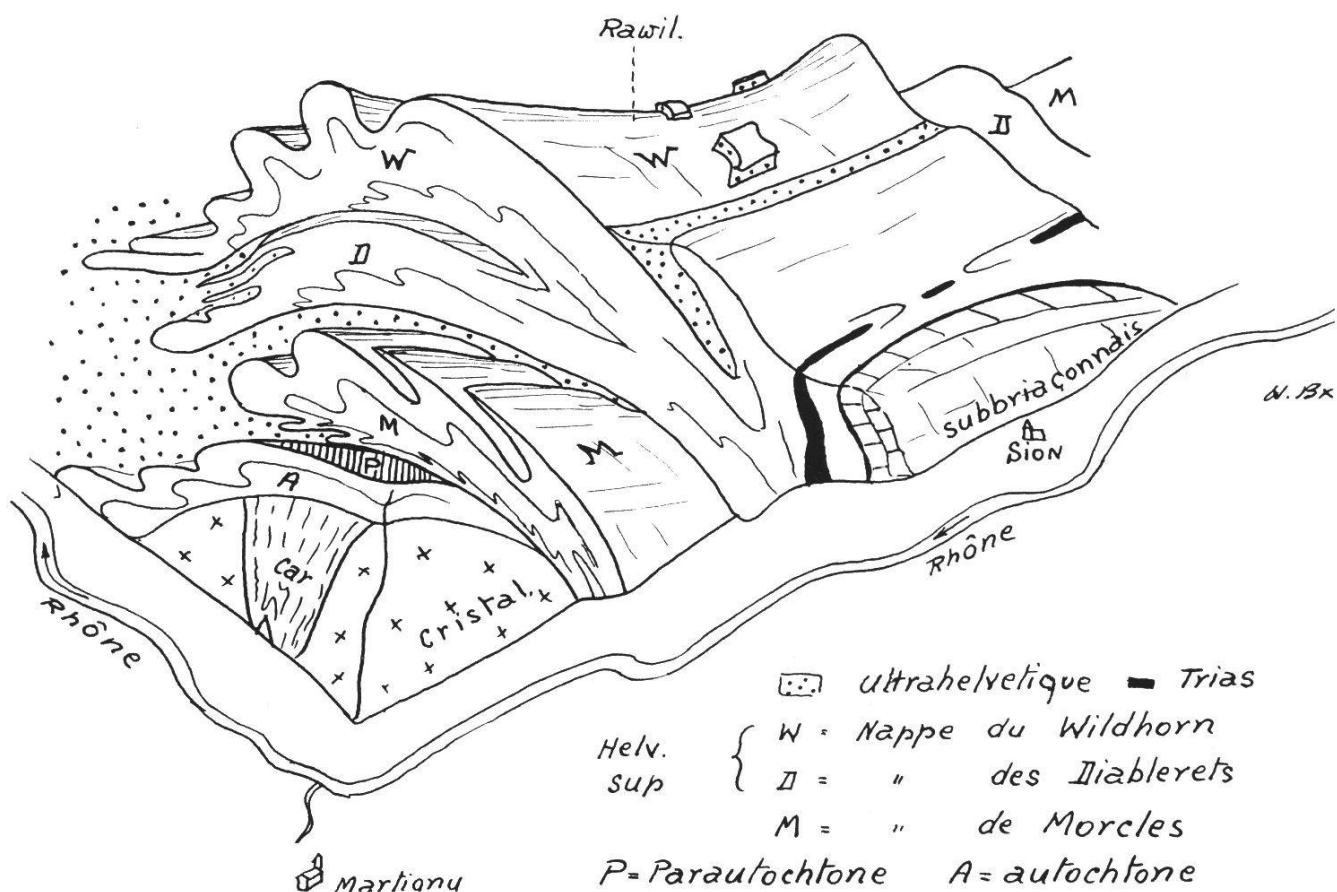 Rawil.
M
D
W
W
D
M
M
P
A
Car
Cristal.
subbriaçonnais
Sion
W. Bx
Rhône
Rhône
ultrahelvetique Trias
Helv. sup
W = Nappe du Wildhorn
D = " des Diablerets
M = " de Morcles
P = Parautochtone A = autochtone
Martigny